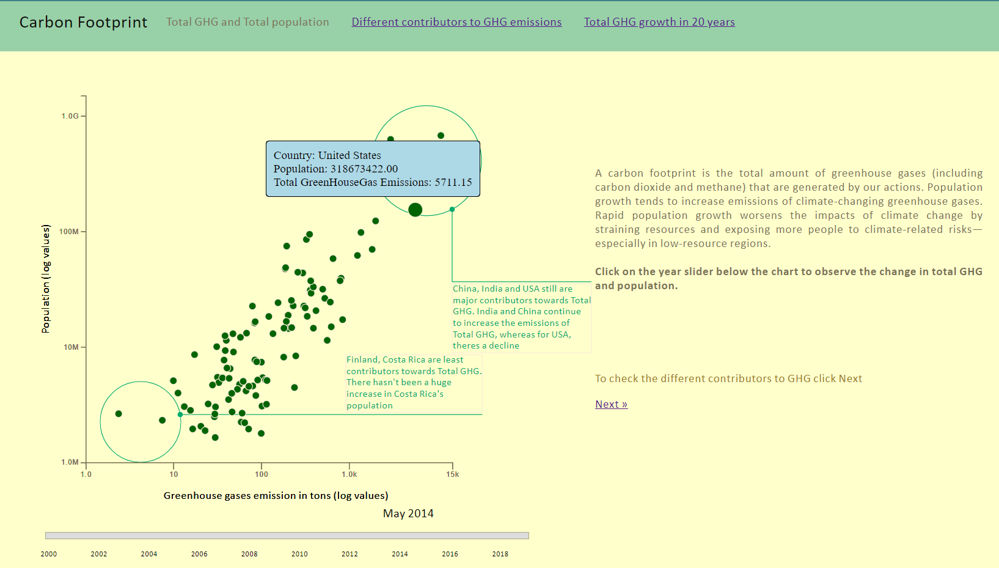 Carbon Footprint
Total GHG and Total population
Different contributors to GHG emissions
Total GHG growth in 20 years
1.0G
100M
10M
1.0M
Population (log values)
Country: United States
Population: 318673422.00
Total GreenHouseGas Emissions: 5711.15
China, India and USA still are
major contributors towards Total
GHG. India and China continue
to increase the emissions of
Total GHG, whereas for USA,
theres a decline
Finland, Costa Rica are least
contributors towards Total GHG.
There hasn't been a huge
increase in Costa Rica's
population
1.0
10
100
1.0k
15k
Greenhouse gases emission in tons (log values)
May 2014
2000
2002
2004
2006
2008
2010
2012
2014
2016
2018
A carbon footprint is the total amount of greenhouse gases (including
carbon dioxide and methane) that are generated by our actions. Population
growth tends to increase emissions of climate-changing greenhouse gases.
Rapid population growth worsens the impacts of climate change by
straining resources and exposing more people to climate-related risks—
especially in low-resource regions.
Click on the year slider below the chart to observe the change in total GHG
and population.
To check the different contributors to GHG click Next
Next »